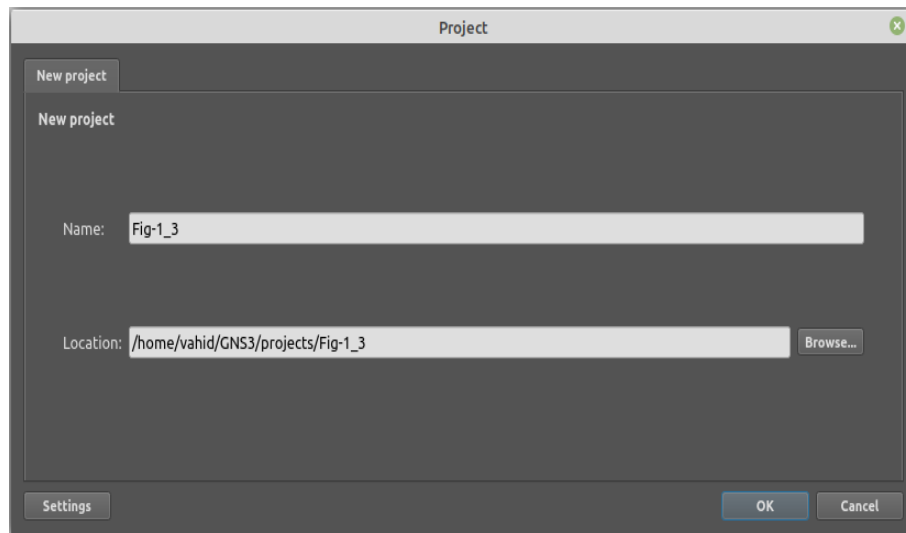 Project
New project
New project
Name: Fig-1_3
Location: /home/vahid/GNS3/projects/Fig-1_3 Browse...
Settings OK Cancel